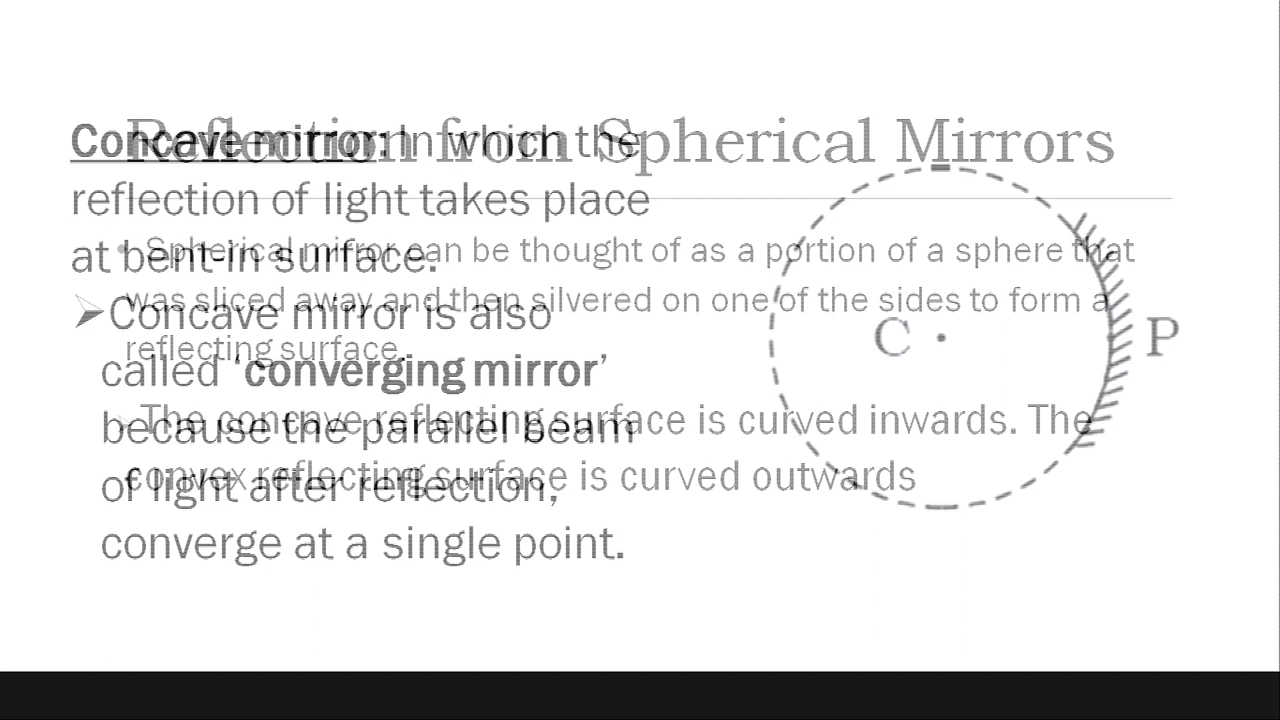 Reflection from Spherical Mirrors
• Spherical mirror can be thought of as a portion of a sphere that
was sliced away and then silvered on one of the sides to form a
reflecting surface.
The concave reflecting surface is curved inwards. The
convex reflecting surface is curved outwards
Concave mirror: In which the
reflection of light takes place
at bent-in surface.
➢Concave mirror is also
called 'converging mirror'
because the parallel beam
of light after reflection,
converge at a single point.
C
P